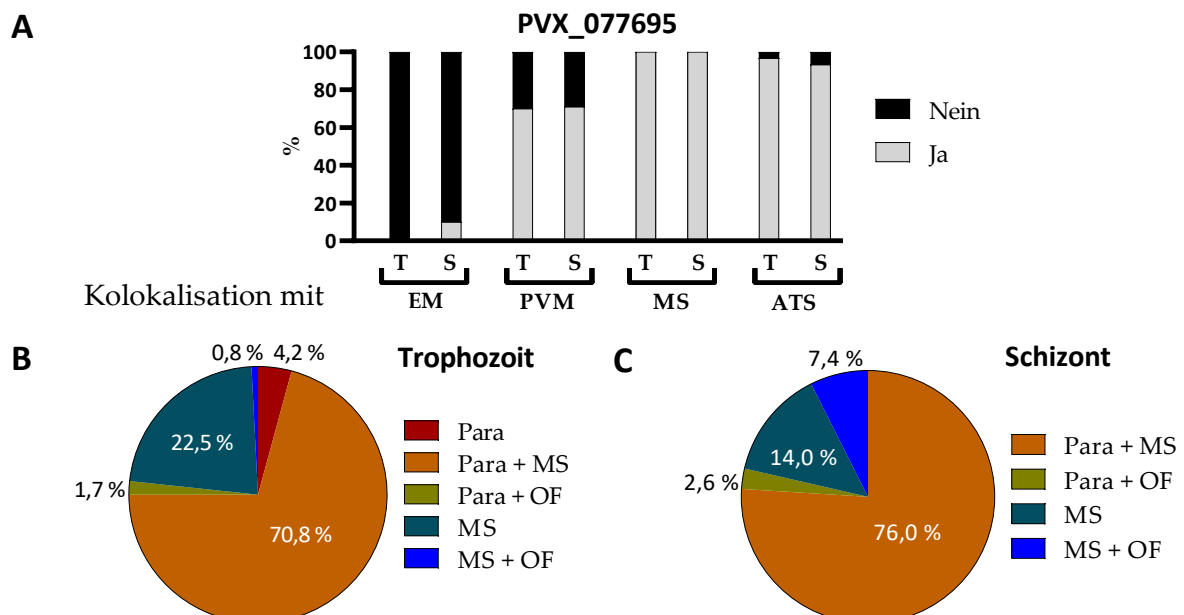 A
PVX_077695
100
80
60
40
20
0
%
Nein
Ja
T S T S T S T S
EM PVM MS ATS
Kolokalisation mit
B
Trophozoit
0,8 %
4,2 %
22,5 %
1,7 %
70,8 %
Para
Para + MS
Para + OF
MS
MS + OF
C
Schizont
7,4 %
14,0 %
2,6 %
76,0 %
Para + MS
Para + OF
MS
MS + OF